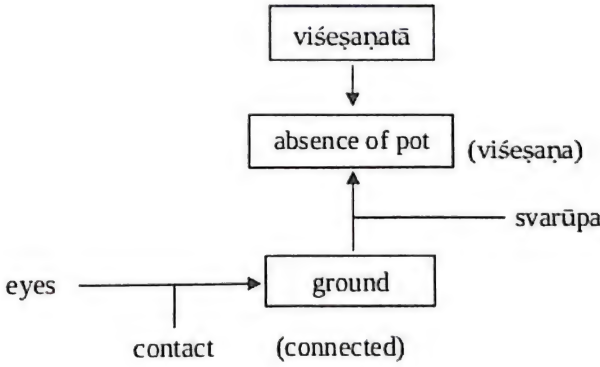 viśeṣaṇatā
absence of pot
(viśeṣaṇa)
svarūpa
eyes
ground
contact
(connected)